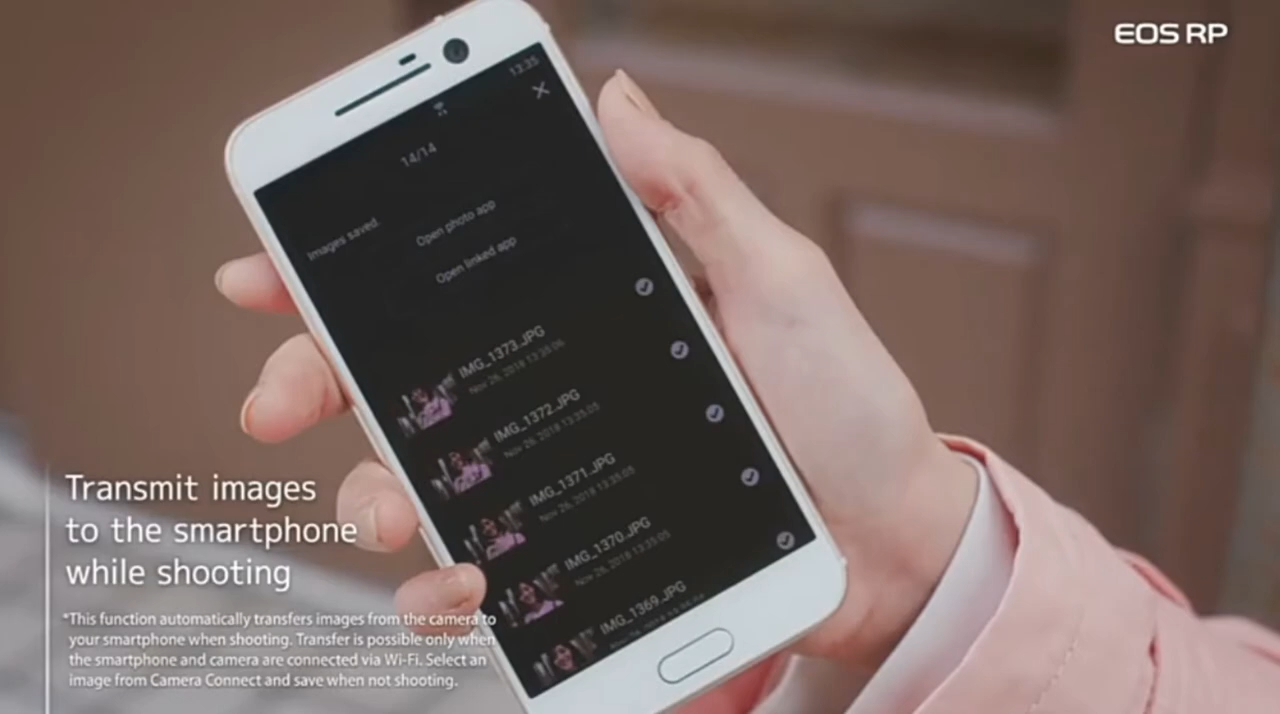 EOS RP
13:35
14/14
Images saved.
Open photo app
Open linked app
IMG_1373.JPG
Nov 26, 2018 13:35:06
IMG_1372.JPG
Nov 26, 2018 13:35:05
IMG_1371.JPG
Nov 26, 2018 13:35:05
IMG_1370.JPG
Nov 26, 2018 13:35:05
IMG_1369.JPG
Transmit images
to the smartphone
while shooting
*This function automatically transfers images from the camera to
your smartphone when shooting. Transfer is possible only when
the smartphone and camera are connected via Wi-Fi. Select an
image from Camera Connect and save when not shooting.